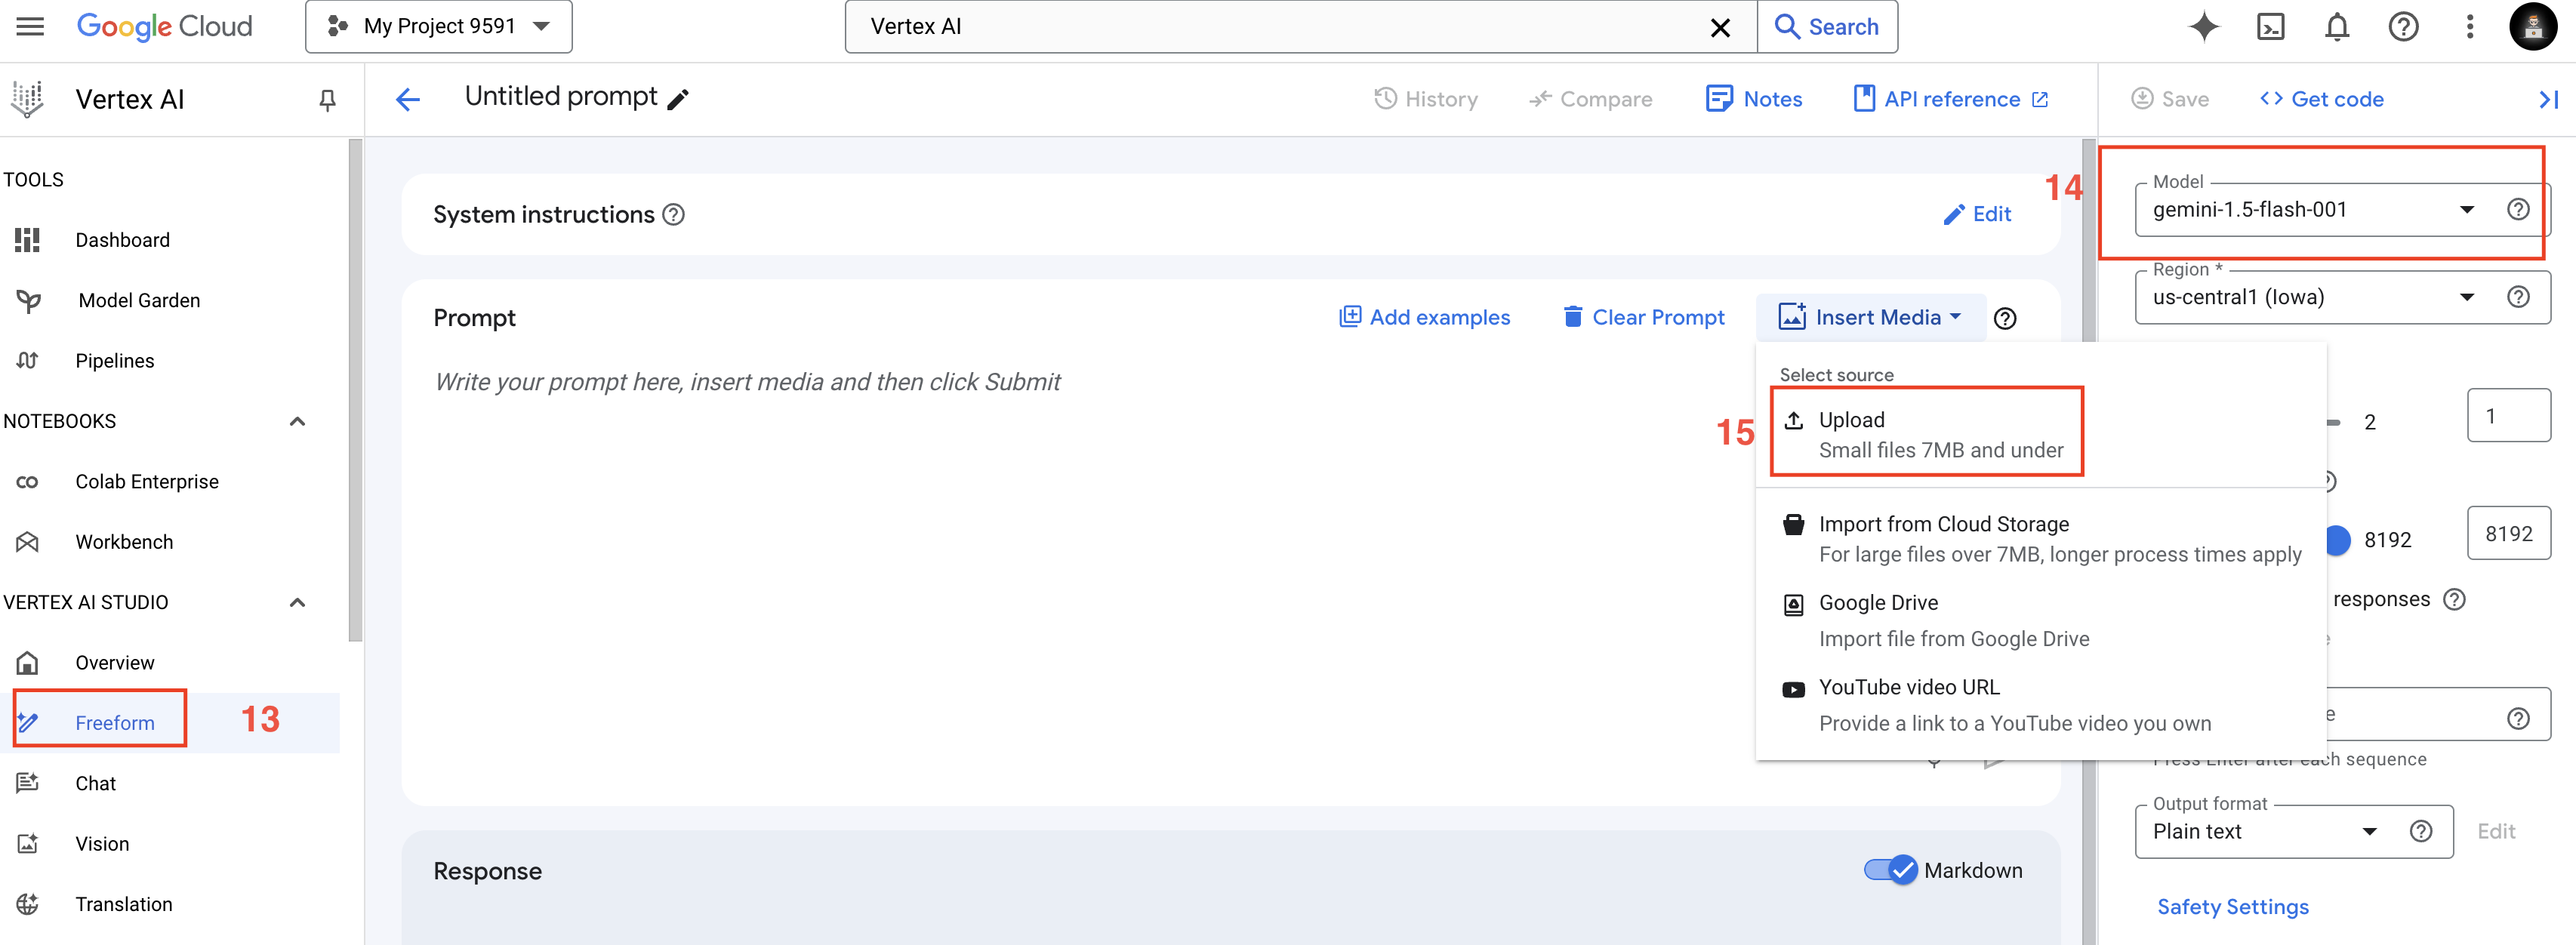 Google Cloud
My Project 9591
Vertex AI
Search
Vertex AI
Untitled prompt
History
Compare
Notes
API reference
Save
Get code
TOOLS
Dashboard
Model Garden
Pipelines
NOTEBOOKS
Colab Enterprise
Workbench
VERTEX AI STUDIO
Overview
Freeform
13
Chat
Vision
Translation
System instructions
Edit
Prompt
Add examples
Clear Prompt
Insert Media
Write your prompt here, insert media and then click Submit
Select source
15
Upload
Small files 7MB and under
Import from Cloud Storage
For large files over 7MB, longer process times apply
Google Drive
Import file from Google Drive
YouTube video URL
Provide a link to a YouTube video you own
Response
Markdown
14
Model
gemini-1.5-flash-001
Region *
us-central1 (Iowa)
2
1
8192
8192
responses
e
e
Press Enter after each sequence
Output format
Plain text
Edit
Safety Settings